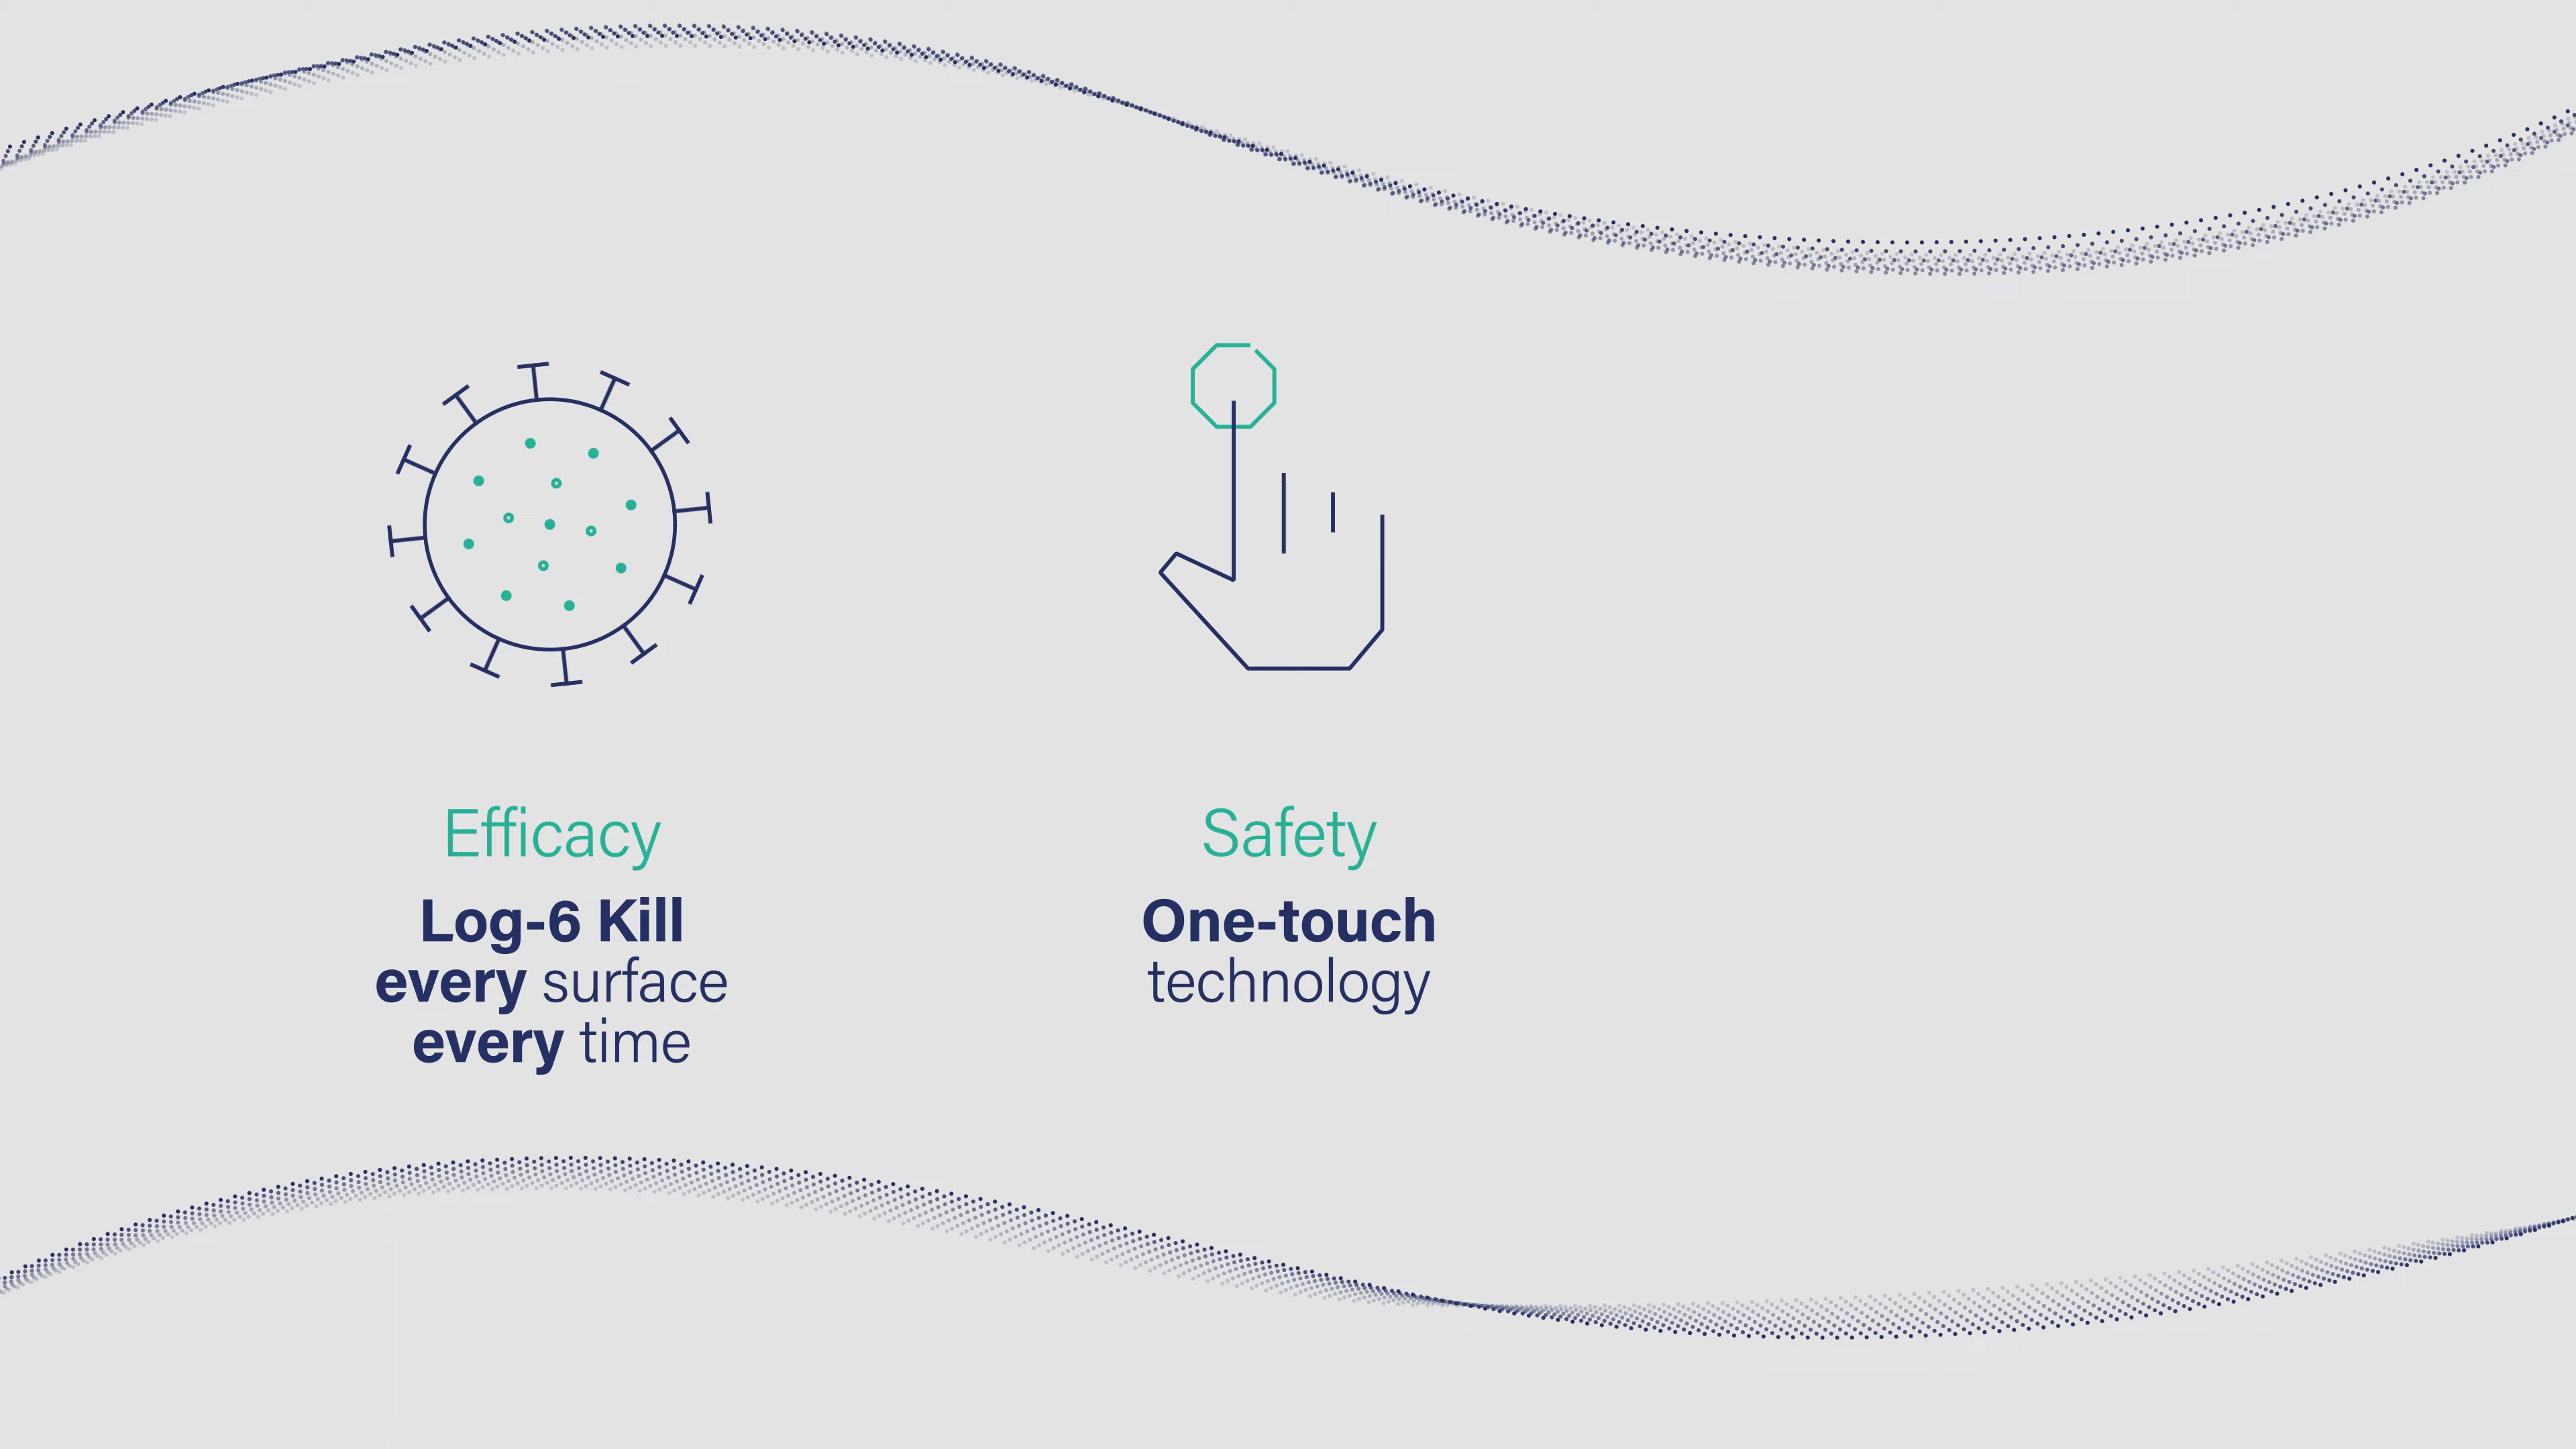 Efficacy
Log-6 Kill
every surface
every time
Safety
One-touch
technology